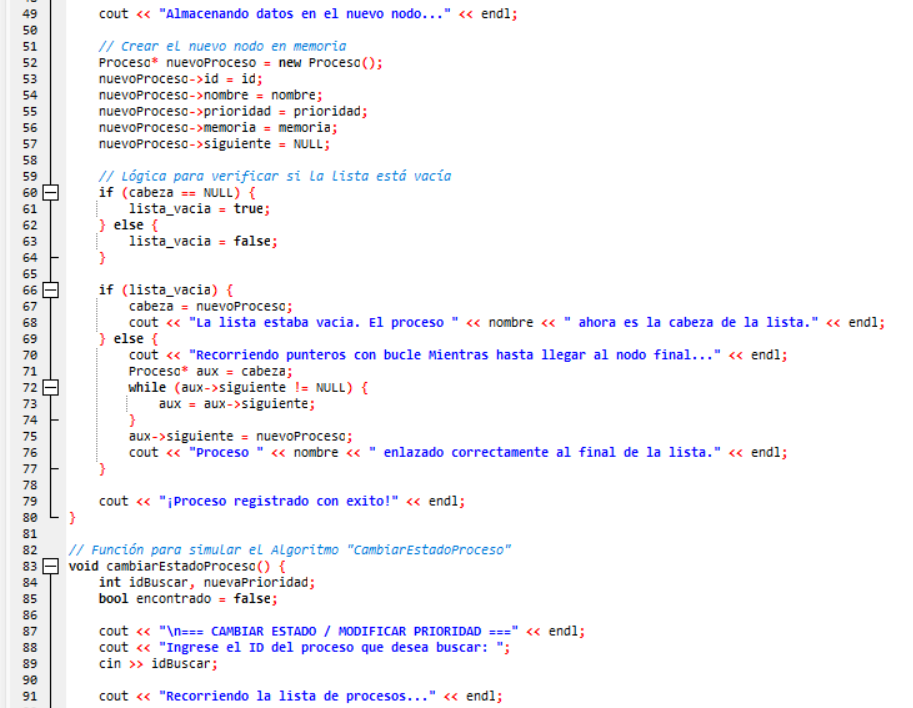 49 cout << "Almacenando datos en el nuevo nodo..." << endl;
50
51 // Crear el nuevo nodo en memoria
52 Proceso* nuevoProceso = new Proceso();
53 nuevoProceso->id = id;
54 nuevoProceso->nombre = nombre;
55 nuevoProceso->prioridad = prioridad;
56 nuevoProceso->memoria = memoria;
57 nuevoProceso->siguiente = NULL;
58
59 // Lógica para verificar si la lista está vacía
60 if (cabeza == NULL) {
61 lista_vacia = true;
62 } else {
63 lista_vacia = false;
64 }
65
66 if (lista_vacia) {
67 cabeza = nuevoProceso;
68 cout << "La lista estaba vacia. El proceso " << nombre << " ahora es la cabeza de la lista." << endl;
69 } else {
70 cout << "Recorriendo punteros con bucle Mientras hasta llegar al nodo final..." << endl;
71 Proceso* aux = cabeza;
72 while (aux->siguiente != NULL) {
73 aux = aux->siguiente;
74 }
75 aux->siguiente = nuevoProceso;
76 cout << "Proceso " << nombre << " enlazado correctamente al final de la lista." << endl;
77 }
78
79 cout << "¡Proceso registrado con exito!" << endl;
80 }
81
82 // Función para simular el Algoritmo "CambiarEstadoProceso"
83 void cambiarEstadoProceso() {
84 int idBuscar, nuevaPrioridad;
85 bool encontrado = false;
86
87 cout << "\n=== CAMBIAR ESTADO / MODIFICAR PRIORIDAD ===" << endl;
88 cout << "Ingrese el ID del proceso que desea buscar: ";
89 cin >> idBuscar;
90
91 cout << "Recorriendo la lista de procesos..." << endl;